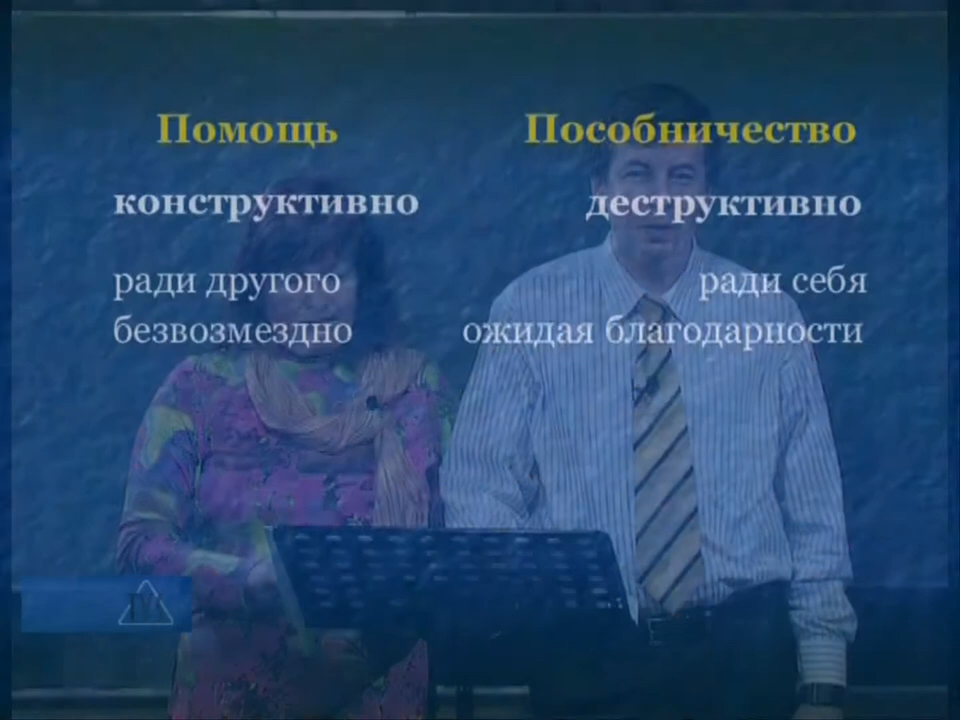 Помощь Пособничество
конструктивно деструктивно
ради другого ради себя
безвозмездно ожидая благодарности